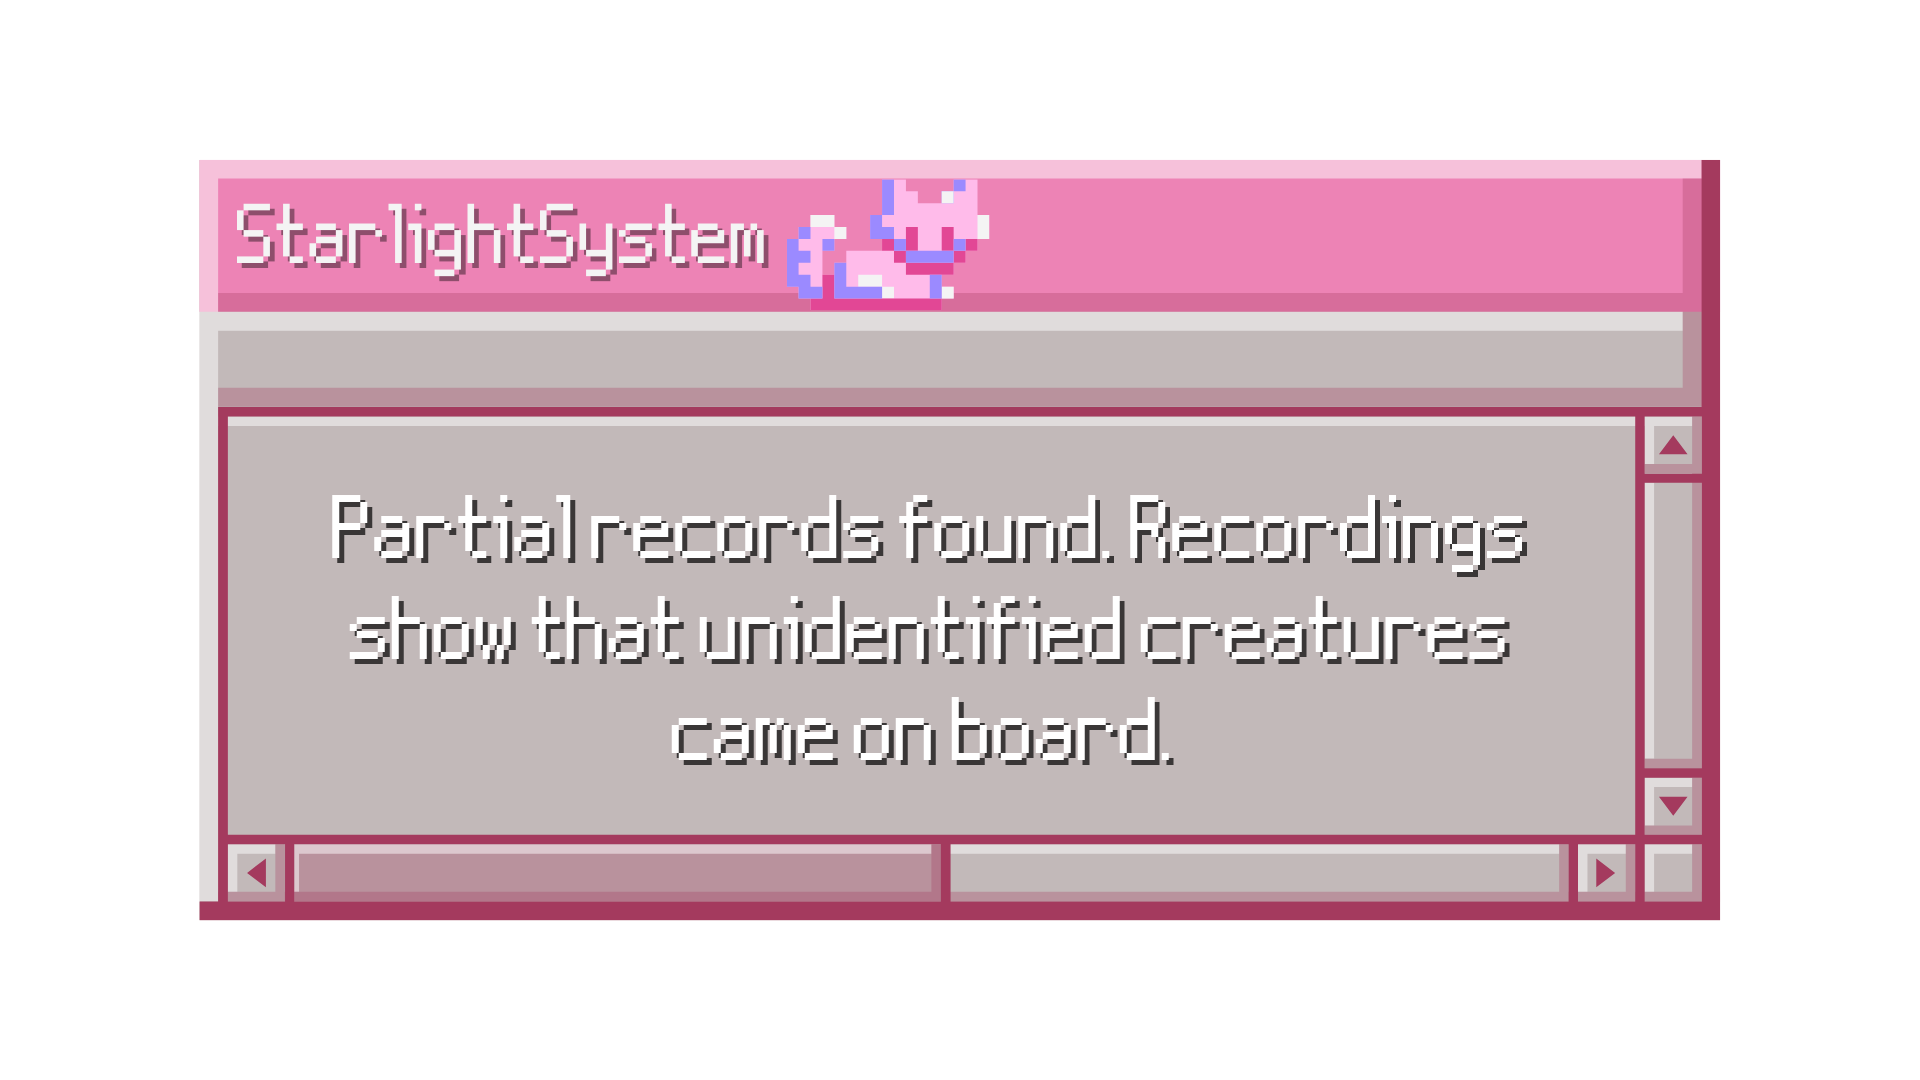 StarlightSystem
Partial records found. Recordings
show that unidentified creatures
came on board.